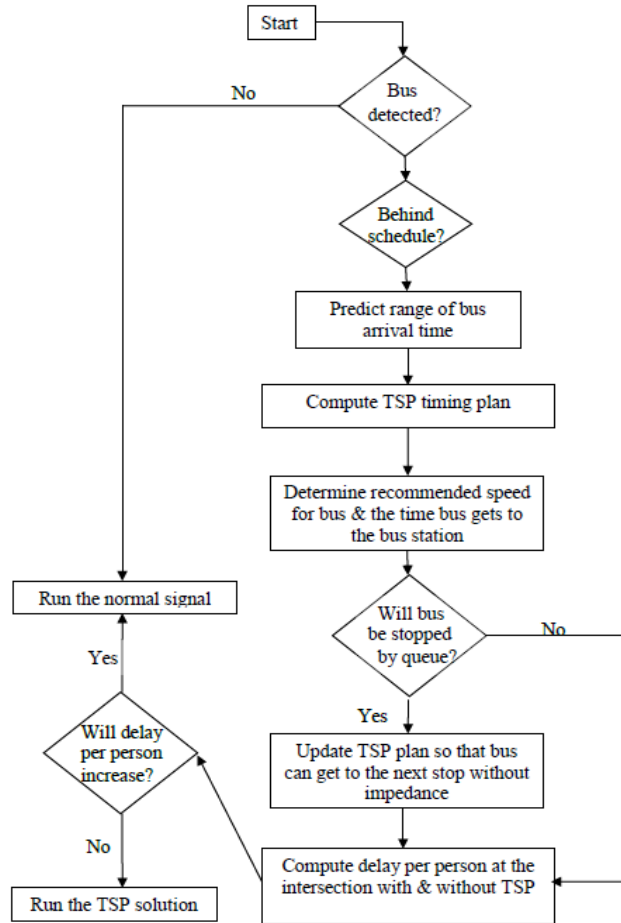 Start
No
Bus
detected?
Behind
schedule?
Predict range of bus
arrival time
Compute TSP timing plan
Determine recommended speed
for bus & the time bus gets to
the bus station
Run the normal signal
Will bus
be stopped
by queue?
No
Yes
Yes
Will delay
per person
increase?
Update TSP plan so that bus
can get to the next stop without
impedance
No
Compute delay per person at the
intersection with & without TSP
Run the TSP solution